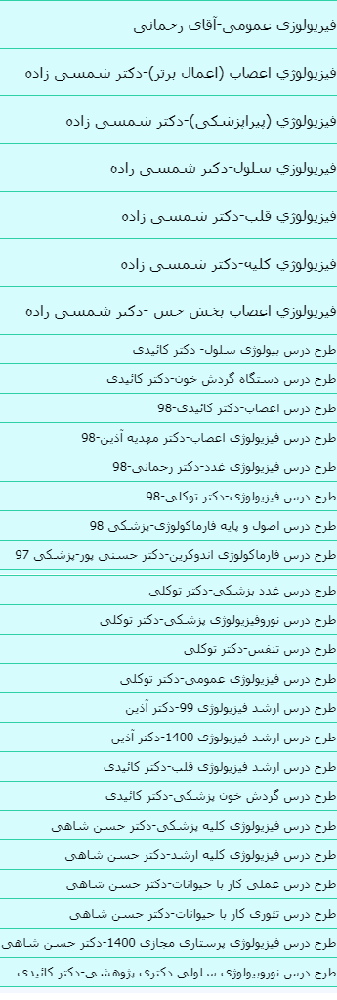 فیزیولوژی عمومی-آقای رحمانی
فیزیولوژي اعصاب (اعمال برتر)-دکتر شمسی زاده
فیزیولوژي (پیراپزشکی)-دکتر شمسی زاده
فیزیولوژي سلول-دکتر شمسی زاده
فیزیولوژي قلب-دکتر شمسی زاده
فیزیولوژي کلیه-دکتر شمسی زاده
فیزیولوژي اعصاب بخش حس -دکتر شمسی زاده
طرح درس بیولوژی سلول- دکتر کائیدی
طرح درس دستگاه گردش خون-دکتر کائیدی
طرح درس اعصاب-دکتر کائیدی-98
طرح درس فیزیولوژی اعصاب-دکتر مهدیه آذین-98
طرح درس فیزیولوژی غدد-دکتر رحمانی-98
طرح درس فیزیولوژی-دکتر توکلی-98
طرح درس اصول و پایه فارماکولوژی-پزشکی 98
طرح درس فارماکولوژی اندوکرین-دکتر حسنی پور-پزشکی 97
طرح درس غدد پزشکی-دکتر توکلی
طرح درس نوروفیزیولوژی پزشکی-دکتر توکلی
طرح درس تنفس-دکتر توکلی
طرح درس فیزیولوژی عمومی-دکتر توکلی
طرح درس ارشد فیزیولوژی 99-دکتر آذین
طرح درس ارشد فیزیولوژی 1400-دکتر آذین
طرح درس ارشد فیزیولوژی قلب-دکتر کائیدی
طرح درس گردش خون پزشکی-دکتر کائیدی
طرح درس فیزیولوژی کلیه پزشکی-دکتر حسن شاهی
طرح درس فیزیولوژی کلیه ارشد-دکتر حسن شاهی
طرح درس عملی کار با حیوانات-دکتر حسن شاهی
طرح درس تئوری کار با حیوانات-دکتر حسن شاهی
طرح درس فیزیولوژی پرستاری مجازی 1400-دکتر حسن شاهی
طرح درس نوروبیولوژی سلولی دکتری پژوهشی-دکتر کائیدی